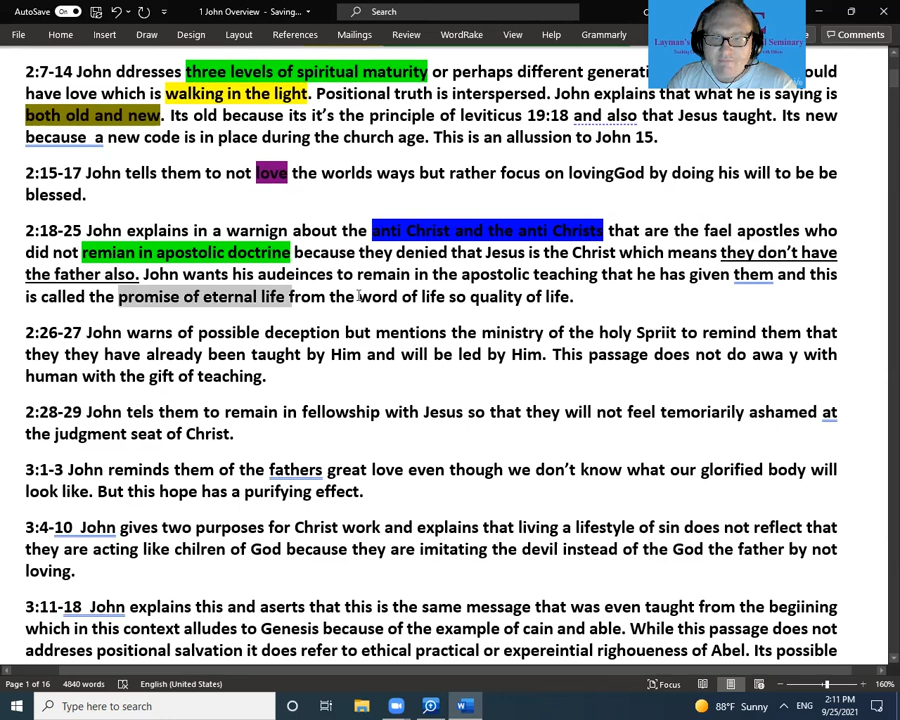 AutoSave On 1 John Overview - Saving... Search
File Home Insert Draw Design Layout References Mailings Review View WordRake Help Grammarly Comments
Layman's Seminary
2:7-14 John ddresses three levels of spiritual maturity or perhaps different generati ould
have love which is walking in the light. Positional truth is interspersed. John explains that what he is saying is
both old and new. Its old because its it's the principle of leviticus 19:18 and also that Jesus taught. Its new
because a new code is in place during the church age. This is an allussion to John 15.
2:15-17 John tells them to not love the worlds ways but rather focus on lovingGod by doing his will to be be
blessed.
2:18-25 John explains in a warnign about the anti Christ and the anti Christs that are the fael apostles who
did not remian in apostolic doctrine because they denied that Jesus is the Christ which means they don't have
the father also. John wants his audeinces to remain in the apostolic teaching that he has given them and this
is called the promise of eternal life from the word of life so quality of life.
2:26-27 John warns of possible deception but mentions the ministry of the holy Spriit to remind them that
they they have already been taught by Him and will be led by Him. This passage does not do awa y with
human with the gift of teaching.
2:28-29 John tels them to remain in fellowship with Jesus so that they will not feel temoriarily ashamed at
the judgment seat of Christ.
3:1-3 John reminds them of the fathers great love even though we don't know what our glorified body will
look like. But this hope has a purifying effect.
3:4-10 John gives two purposes for Christ work and explains that living a lifestyle of sin does not reflect that
they are acting like chilren of God because they are imitating the devil instead of the God the father by not
loving.
3:11-18 John explains this and aserts that this is the same message that was even taught from the begiining
which in this context alludes to Genesis because of the example of cain and able. While this passage does not
addreses positional salvation it does refer to ethical practical or expereintial righoueness of Abel. Its possible
Page 1 of 16 4840 words English (United States) Focus 160%
Type here to search 88°F Sunny ENG 2:11 PM
9/25/2021